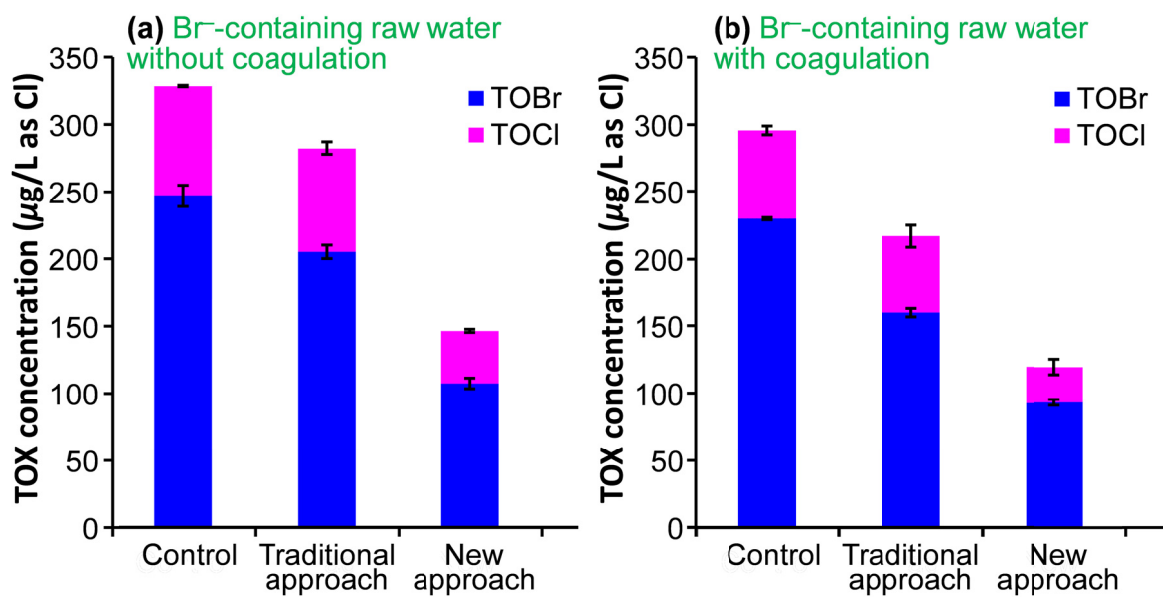 (a) Br⁻-containing raw water
without coagulation
TOX concentration (µg/L as Cl)
350
300
250
200
150
100
50
0
TOBr
TOCl
Control
Traditional
approach
New
approach
(b) Br⁻-containing raw water
with coagulation
TOX concentration (µg/L as Cl)
350
300
250
200
150
100
50
0
TOBr
TOCl
Control
Traditional
approach
New
approach